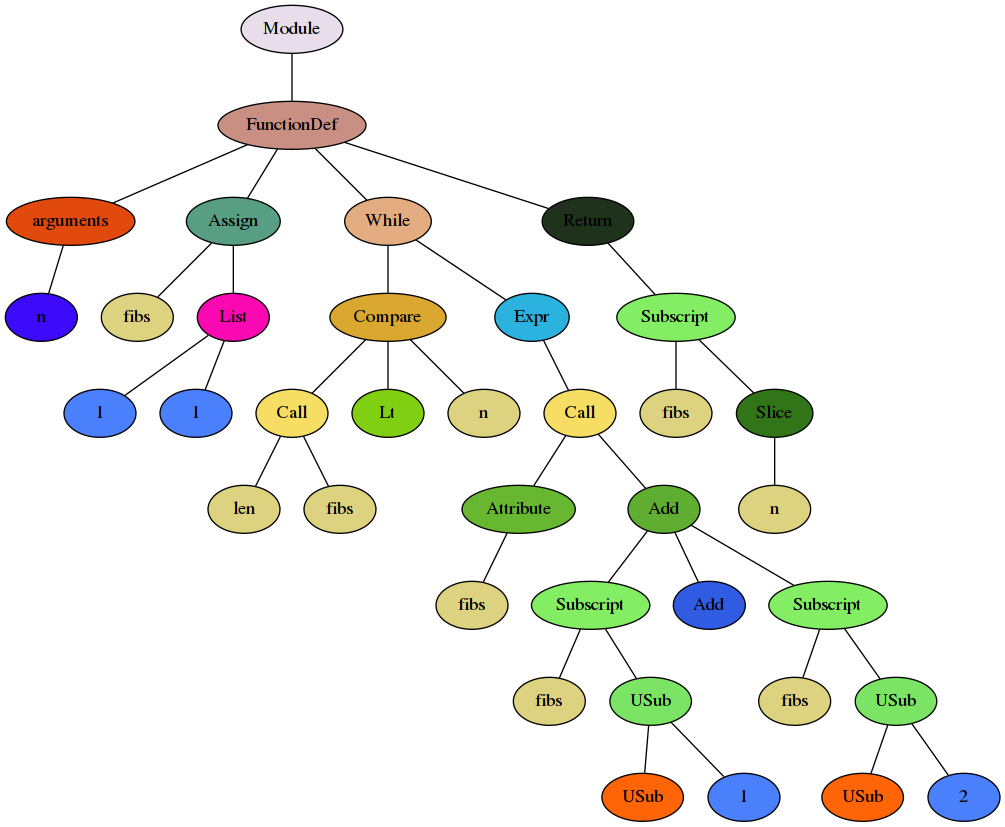 Module
FunctionDef
arguments Assign While Return
n fibs List Compare Expr Subscript
1 1 Call Lt n Call fibs Slice
len fibs Attribute Add n
fibs Subscript Add Subscript
fibs USub fibs USub
USub 1 USub 2